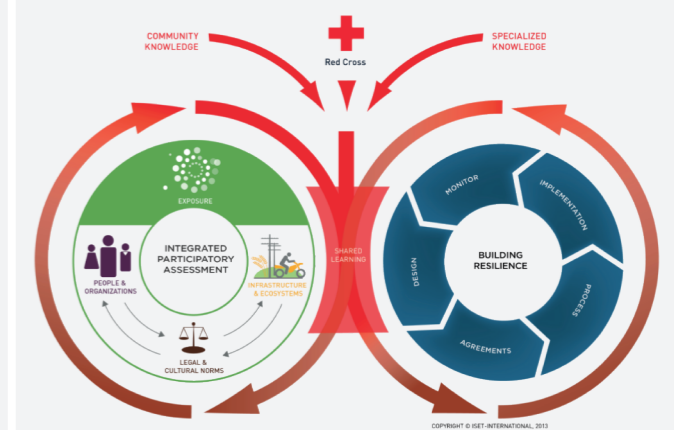 COMMUNITY
KNOWLEDGE
Red Cross
SPECIALIZED
KNOWLEDGE
EXPOSURE
INTEGRATED
PARTICIPATORY
ASSESSMENT
PEOPLE &
ORGANIZATIONS
INFRASTRUCTURE
& ECOSYSTEMS
LEGAL &
CULTURAL NORMS
SHARED
LEARNING
BUILDING
RESILIENCE
MONITOR
IMPLEMENTATION
PROCESS
AGREEMENTS
DESIGN
COPYRIGHT © ISET-INTERNATIONAL, 2013